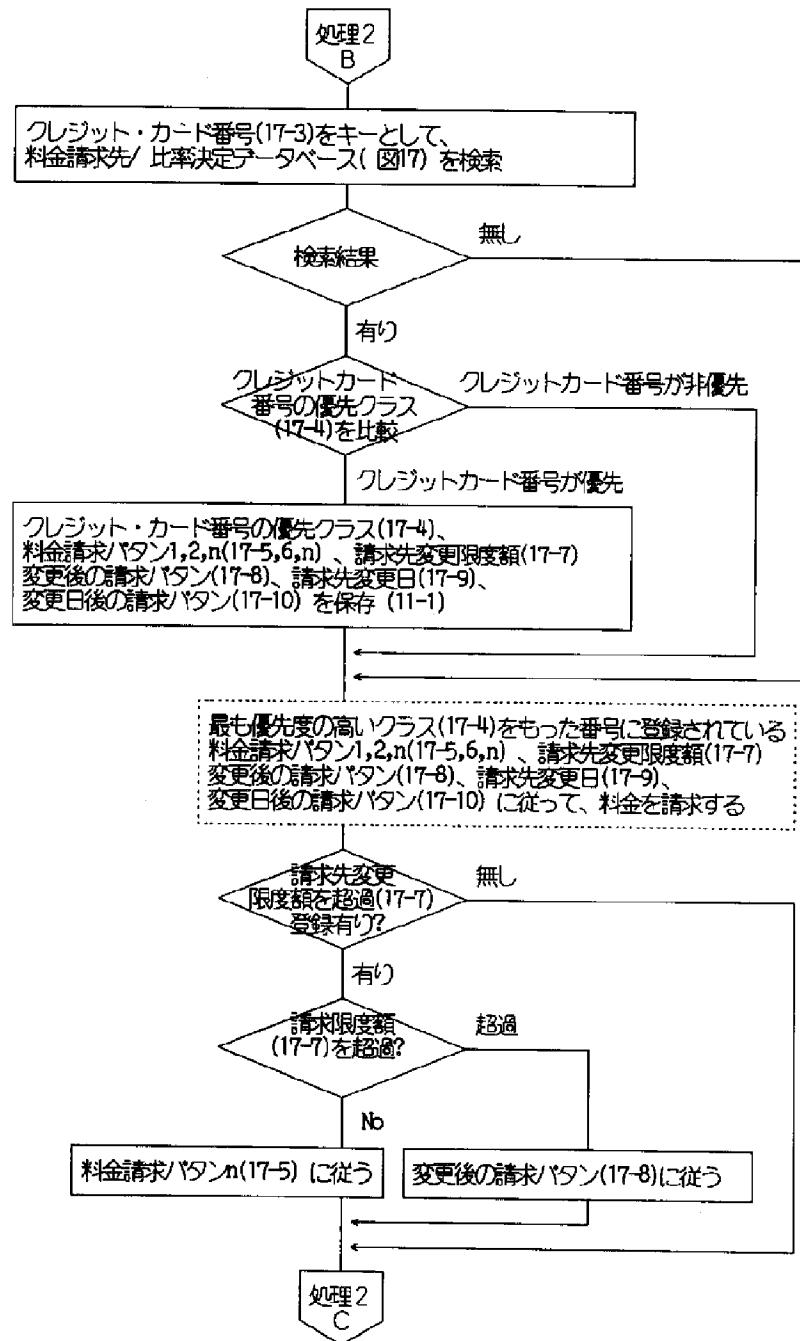 処理2
B
クレジット・カード番号(17-3)をキーとして、
料金請求先/ 比率決定データベース( 図17) を検索
検索結果
無し
有り
クレジットカード
番号の優先クラス
(17-4)を比較
クレジットカード番号が非優先
クレジットカード番号が優先
クレジット・カード番号の優先クラス(17-4)、
料金請求パタン1,2,n(17-5,6,n) 、請求先変更限度額(17-7)
変更後の請求パタン(17-8)、請求先変更日(17-9)、
変更日後の請求パタン(17-10) を保存 (11-1)
最も優先度の高いクラス(17-4)をもった番号に登録されている
料金請求パタン1,2,n(17-5,6,n) 、請求先変更限度額(17-7)
変更後の請求パタン(17-8)、請求先変更日(17-9)、
変更日後の請求パタン(17-10) に従って、料金を請求する
請求先変更
限度額を超過(17-7)
登録有り?
無し
有り
請求限度額
(17-7)を超過?
超過
No
料金請求パタンn(17-5) に従う
変更後の請求パタン(17-8)に従う
処理2
C